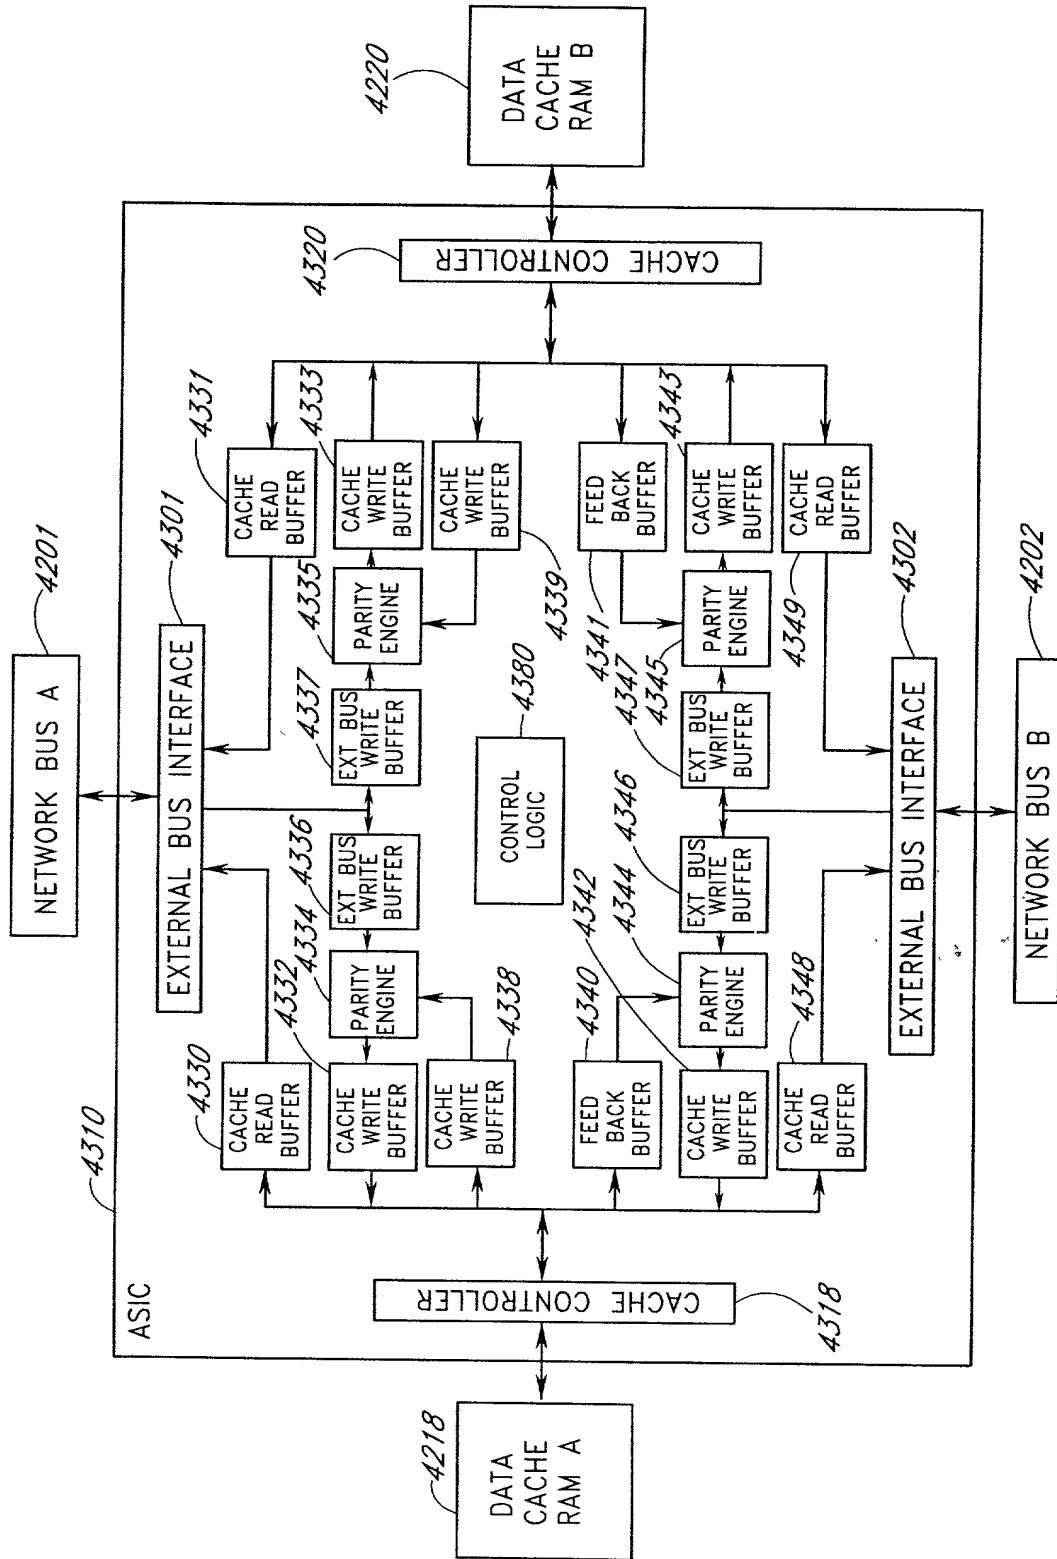 4201
NETWORK BUS A
4310
ASIC
4301
EXTERNAL BUS INTERFACE
4330
CACHE
READ
BUFFER
4331
CACHE
READ
BUFFER
4332
CACHE
WRITE
BUFFER
4334
PARITY
ENGINE
4336
EXT BUS
WRITE
BUFFER
4337
EXT BUS
WRITE
BUFFER
4335
PARITY
ENGINE
4333
CACHE
WRITE
BUFFER
4338
CACHE
WRITE
BUFFER
4339
CACHE
WRITE
BUFFER
4218
DATA
CACHE
RAM A
4318
CACHE CONTROLLER
4380
CONTROL
LOGIC
4320
CACHE CONTROLLER
4220
DATA
CACHE
RAM B
4340
FEED
BACK
BUFFER
4341
FEED
BACK
BUFFER
4342
CACHE
WRITE
BUFFER
4344
PARITY
ENGINE
4346
EXT BUS
WRITE
BUFFER
4347
EXT BUS
WRITE
BUFFER
4345
PARITY
ENGINE
4343
CACHE
WRITE
BUFFER
4348
CACHE
READ
BUFFER
4349
CACHE
READ
BUFFER
4302
EXTERNAL BUS INTERFACE
4202
NETWORK BUS B